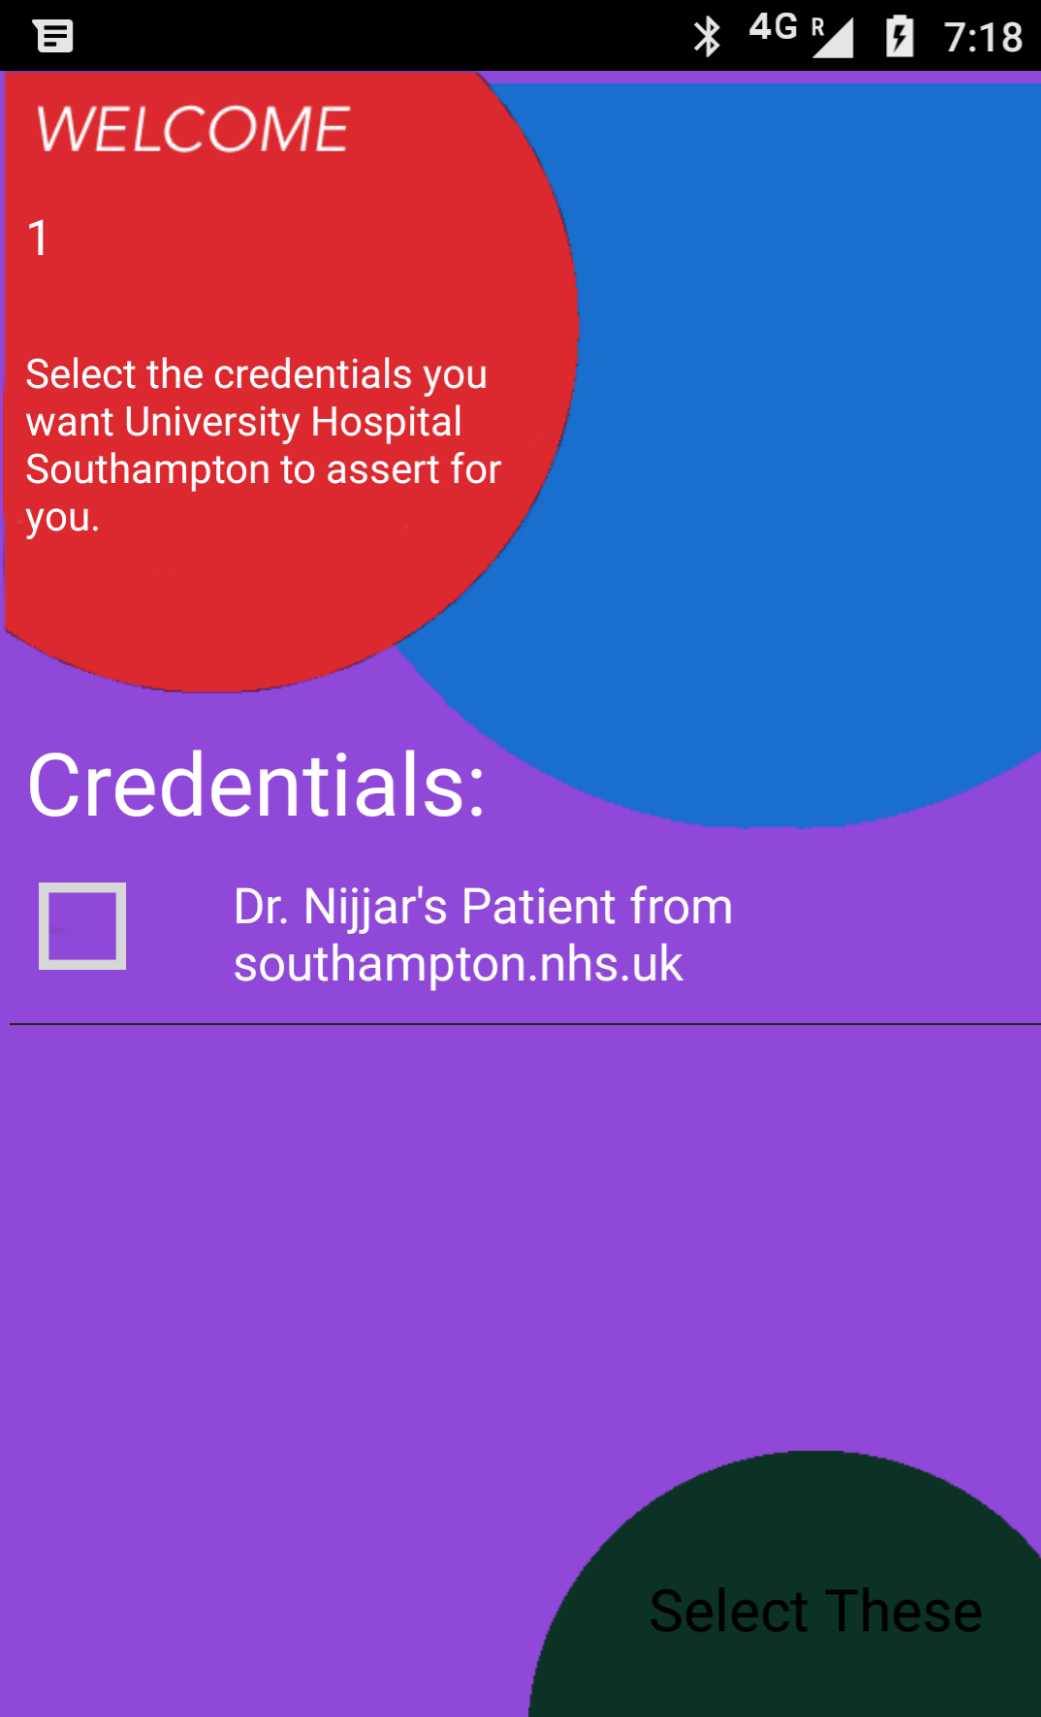 4G R 7:18
WELCOME
1
Select the credentials you
want University Hospital
Southampton to assert for
you.
Credentials:
Dr. Nijjar's Patient from
southampton.nhs.uk
Select These